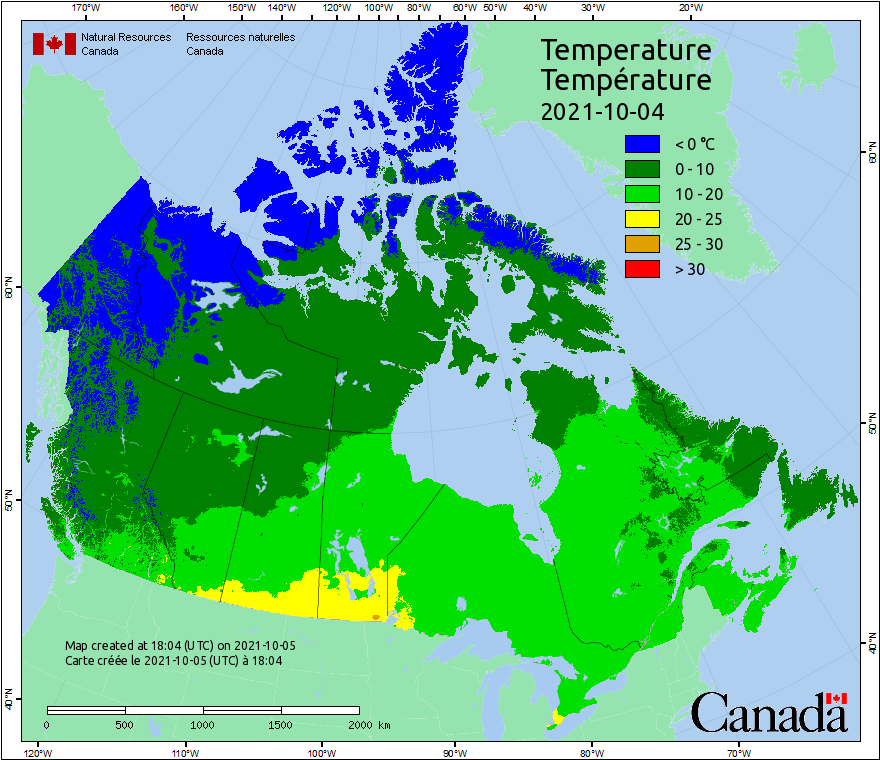 170°W 160°W 150°W 140°W 120°W 100°W 80°W 60°W 50°W 40°W 30°W 20°W
Natural Resources Ressources naturelles
Canada Canada
Temperature
Température
2021-10-04
< 0 °C
0 - 10
10 - 20
20 - 25
25 - 30
> 30
60°N
60°N
50°N
50°N
40°N
40°N
Map created at 18:04 (UTC) on 2021-10-05
Carte créée le 2021-10-05 (UTC) à 18:04
0 500 1000 1500 2000 km
Canada
120°W 110°W 100°W 90°W 80°W 70°W